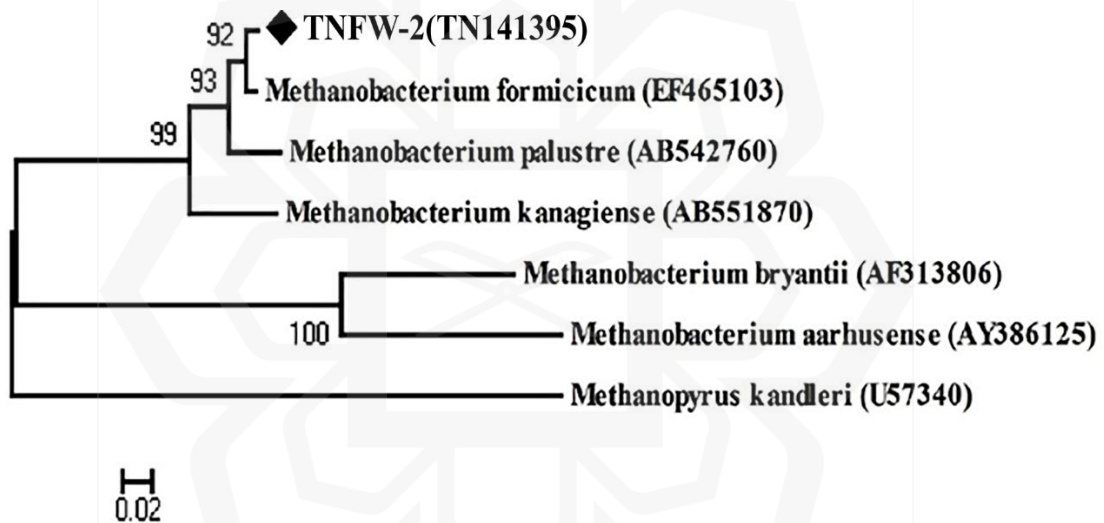 92
TNFW-2(TN141395)
93
Methanobacterium formicicum (EF465103)
99
Methanobacterium palustre (AB542760)
Methanobacterium kanagiense (AB551870)
Methanobacterium bryantii (AF313806)
100
Methanobacterium aarhusense (AY386125)
Methanopyrus kandleri (U57340)
0.02